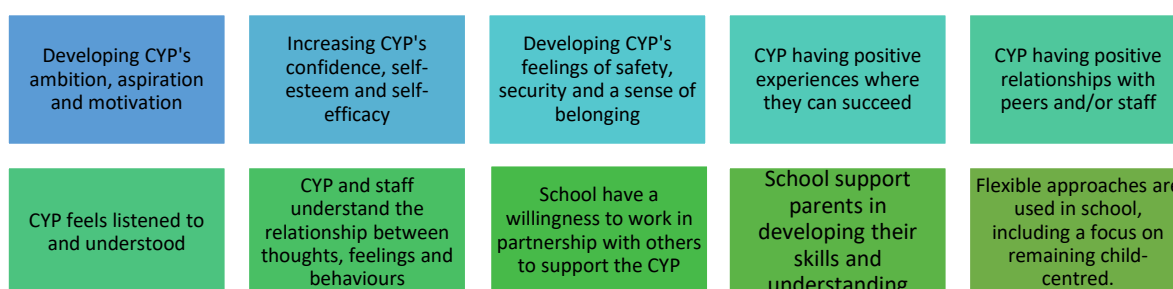 Developing CYP's
ambition, aspiration
and motivation
Increasing CYP's
confidence, self-
esteem and self-
efficacy
Developing CYP's
feelings of safety,
security and a sense of
belonging
CYP having positive
experiences where
they can succeed
CYP having positive
relationships with
peers and/or staff
CYP feels listened to
and understood
CYP and staff
understand the
relationship between
thoughts, feelings and
behaviours
School have a
willingness to work in
partnership with others
to support the CYP
School support
parents in
developing their
skills and
understanding
Flexible approaches are
used in school,
including a focus on
remaining child-
centred.